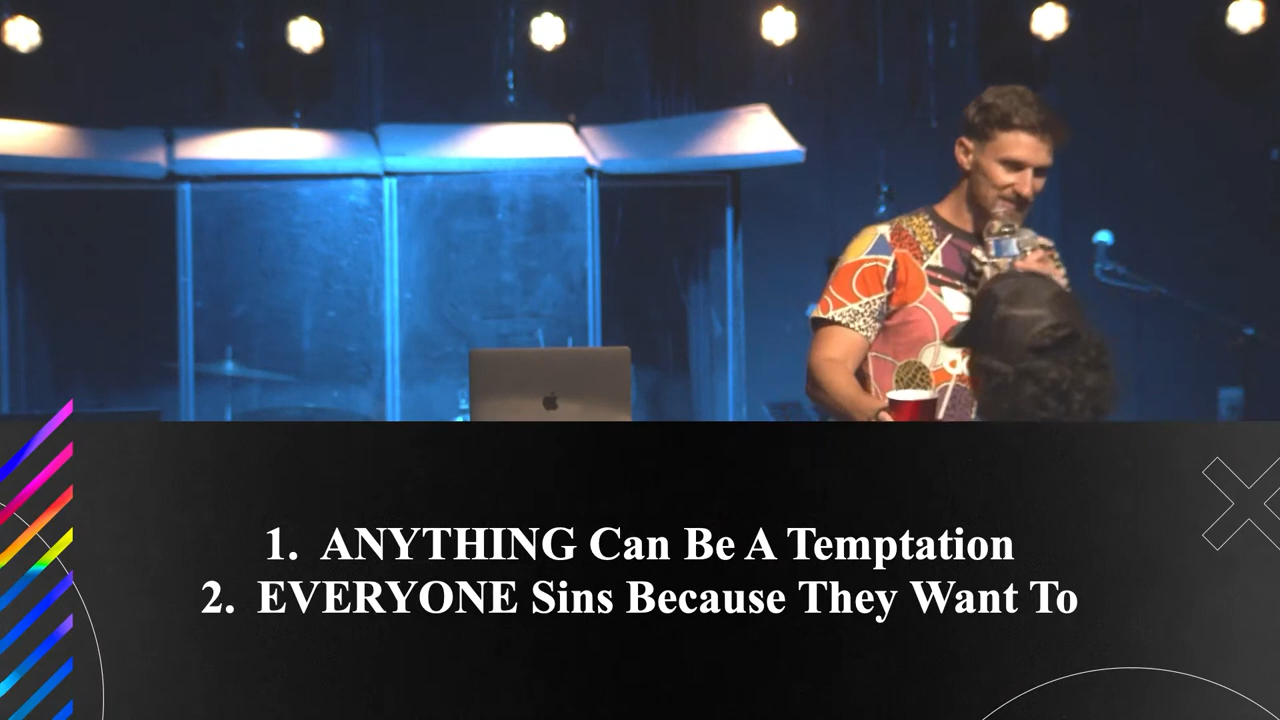 1. ANYTHING Can Be A Temptation
2. EVERYONE Sins Because They Want To